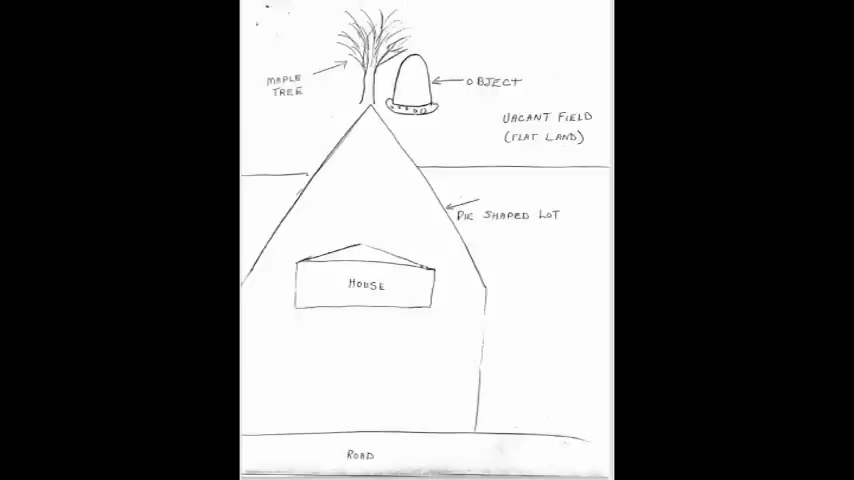 MAPLE
TREE
OBJECT
VACANT FIELD
(FLAT LAND)
PIE SHAPED LOT
HOUSE
ROAD